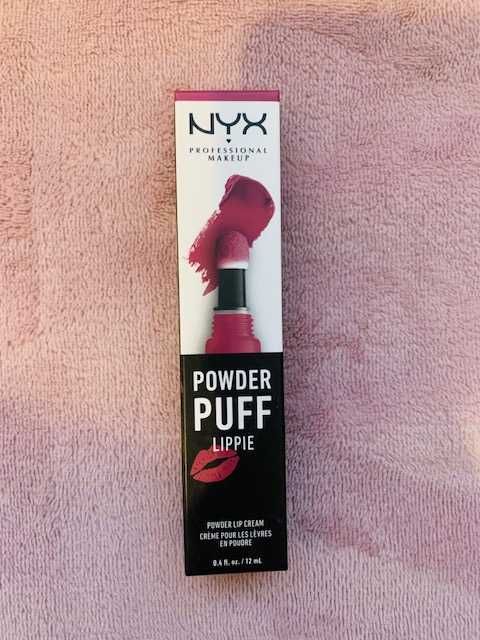 NYX
PROFESSIONAL
MAKEUP
POWDER
PUFF
LIPPIE
POWDER LIP CREAM
CRÈME POUR LES LÈVRES
EN POUDRE
0.4 fl. oz. / 12 mL